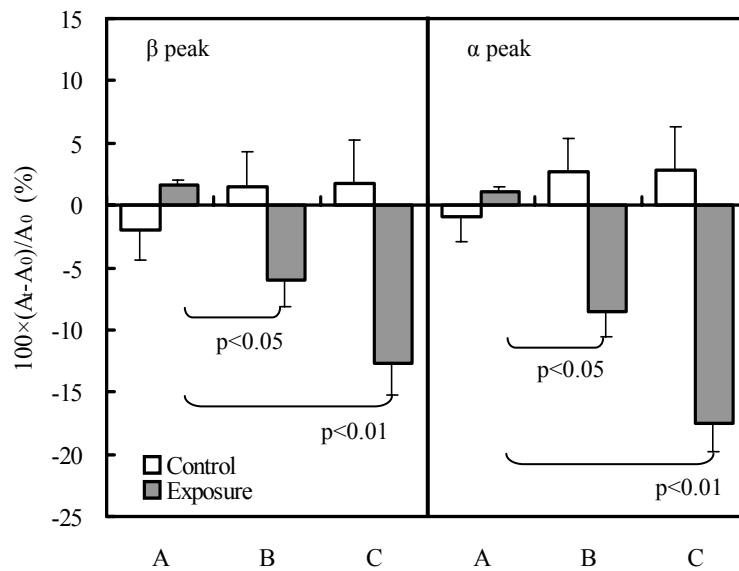 15
10
5
0
-5
-10
-15
-20
-25
100×(At-A0)/A0 (%)
β peak
α peak
p<0.05
p<0.01
p<0.05
p<0.01
Control
Exposure
A B C A B C